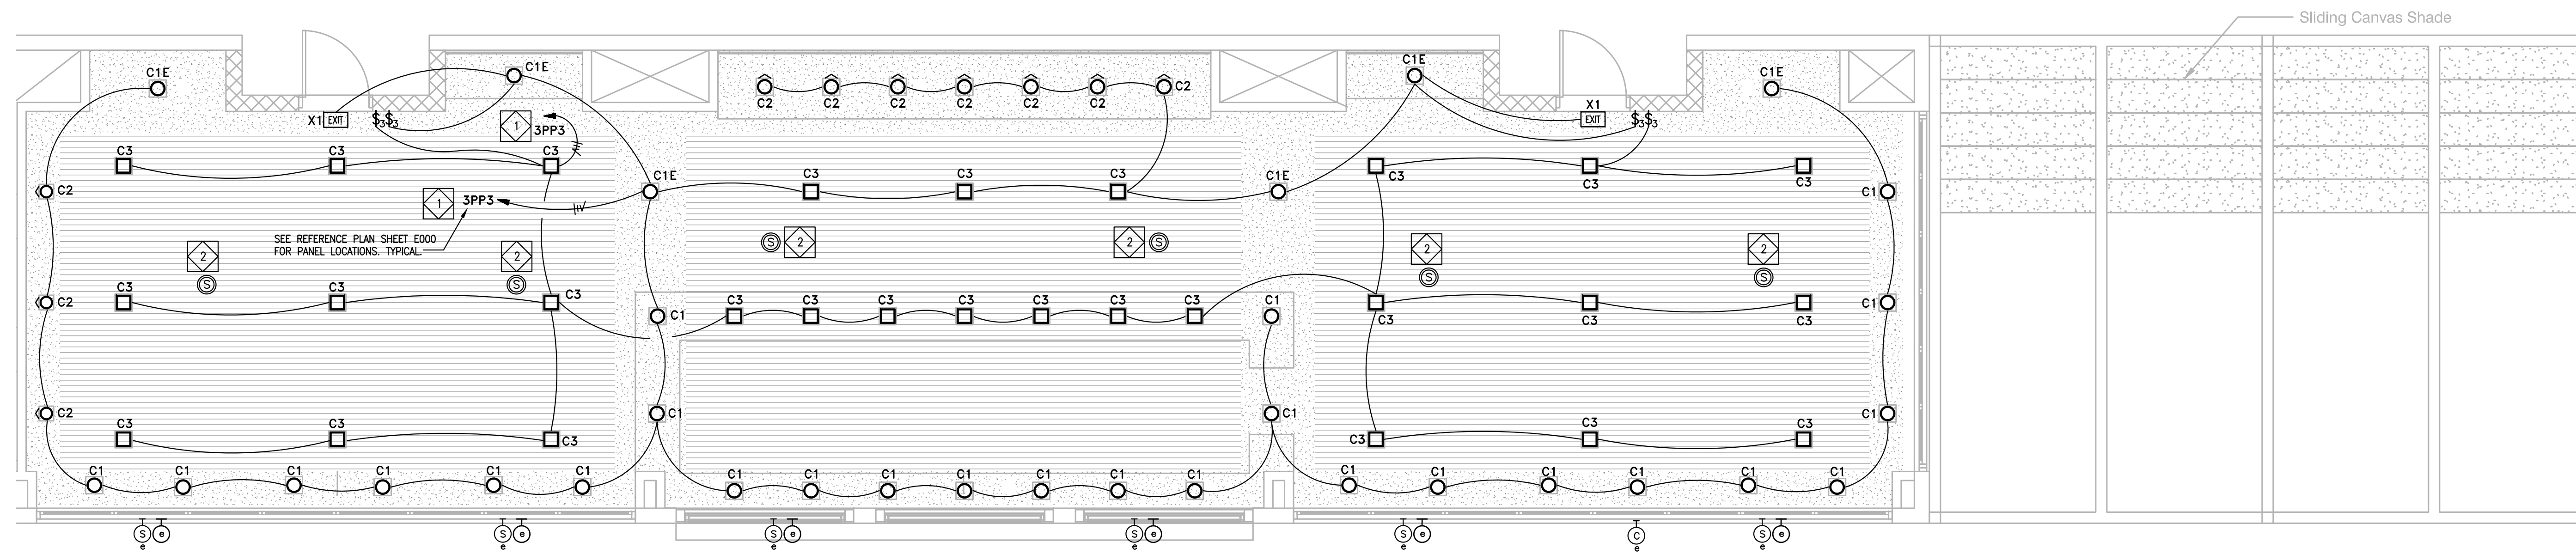 Sliding Canvas Shade
C1E
C1E
C1E
C1E
C2 C2 C2 C2 C2 C2 C2
X1 EXIT
$3 $3
1 3PP3
X1
EXIT
$3 $3
C3 C3 C3
C1E
C3 C3 C3
C1E
C3 C3 C3
C2
C1
1 3PP3
SEE REFERENCE PLAN SHEET E000
FOR PANEL LOCATIONS. TYPICAL.
2 2 S 2 2 S 2 2
S S S S
C2 C3 C3 C3 C1 C3 C3 C3 C3 C3 C3 C3 C1 C3 C3 C3 C1
C2 C1 C1 C1
C3 C3 C3 C3 C3 C3
C1 C1 C1 C1 C1 C1 C1 C1 C1 C1 C1 C1 C1 C1 C1 C1 C1 C1 C1
S e S e S e S e S e C S e
e e e e e e e